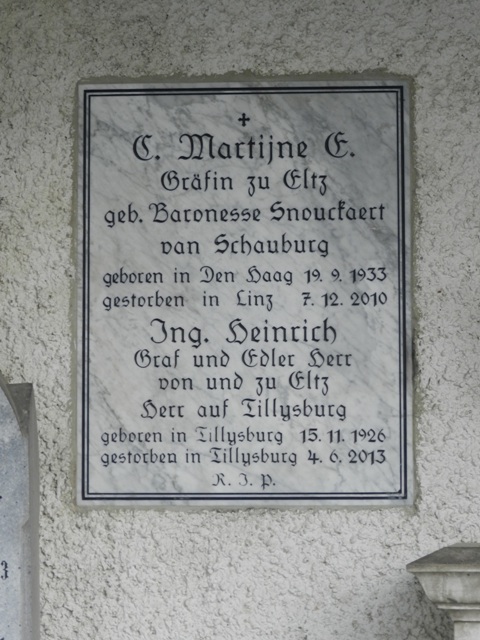 C. Martijne E.
Gräfin zu Eltz
geb. Baronesse Snouckaert
van Schauburg
geboren in Den Haag 19. 9. 1933
gestorben in Linz 7. 12. 2010
Ing. Heinrich
Graf und Edler Herr
von und zu Eltz
Herr auf Tillysburg
geboren in Tillysburg 15. 11. 1926
gestorben in Tillysburg 4. 6. 2013
R. I. P.